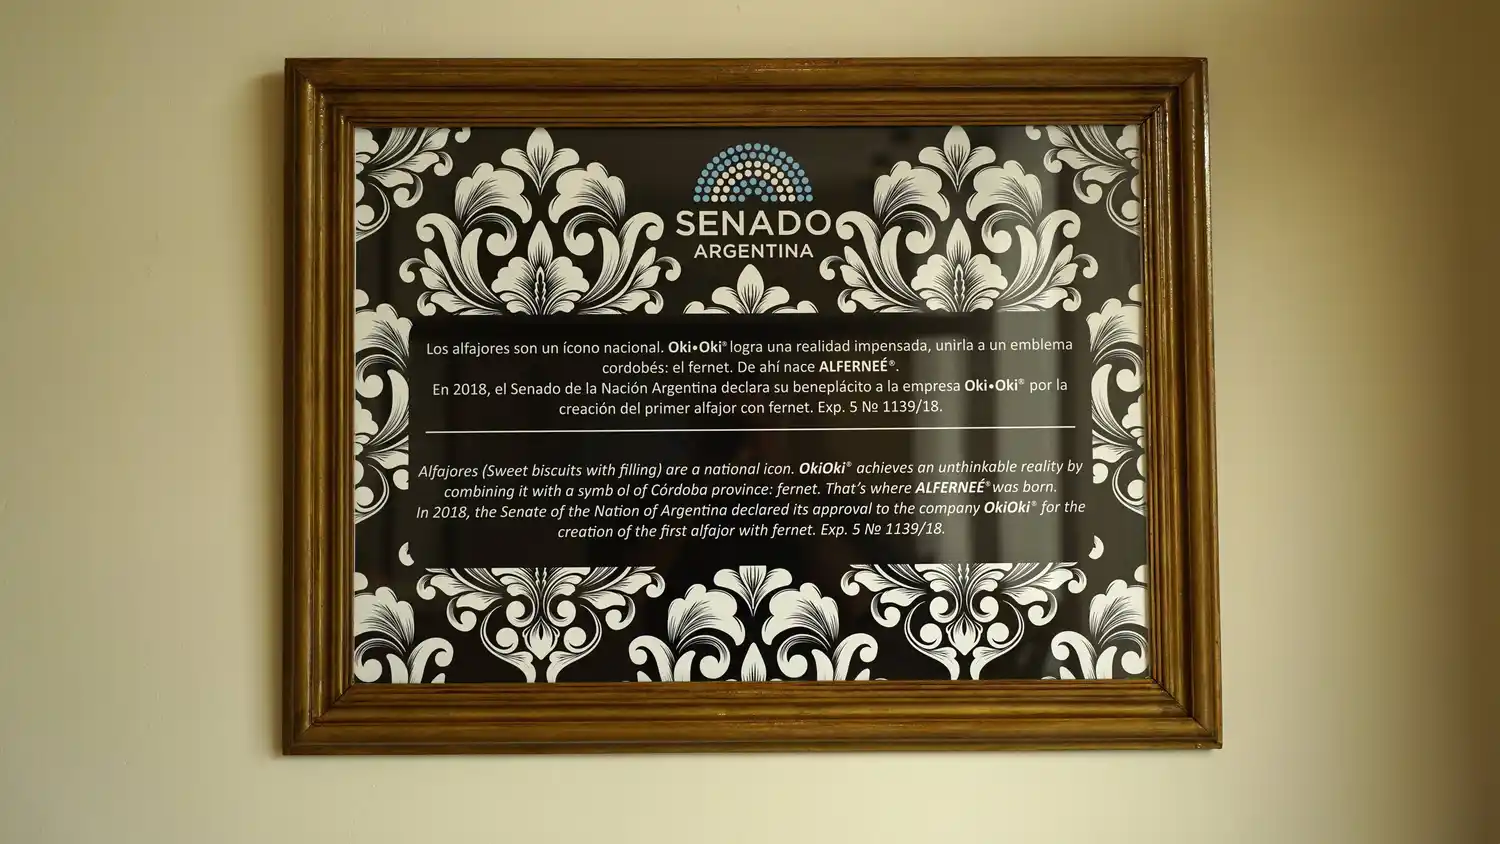 SENADO
ARGENTINA
Los alfajores son un ícono nacional. Oki•Oki® logra una realidad impensada, unirla a un emblema
cordobés: el fernet. De ahí nace ALFERNEÉ®.
En 2018, el Senado de la Nación Argentina declara su beneplácito a la empresa Oki•Oki® por la
creación del primer alfajor con fernet. Exp. 5 № 1139/18.
Alfajores (Sweet biscuits with filling) are a national icon. OkiOki® achieves an unthinkable reality by
combining it with a symb ol of Córdoba province: fernet. That's where ALFERNEÉ® was born.
In 2018, the Senate of the Nation of Argentina declared its approval to the company OkiOki® for the
creation of the first alfajor with fernet. Exp. 5 № 1139/18.